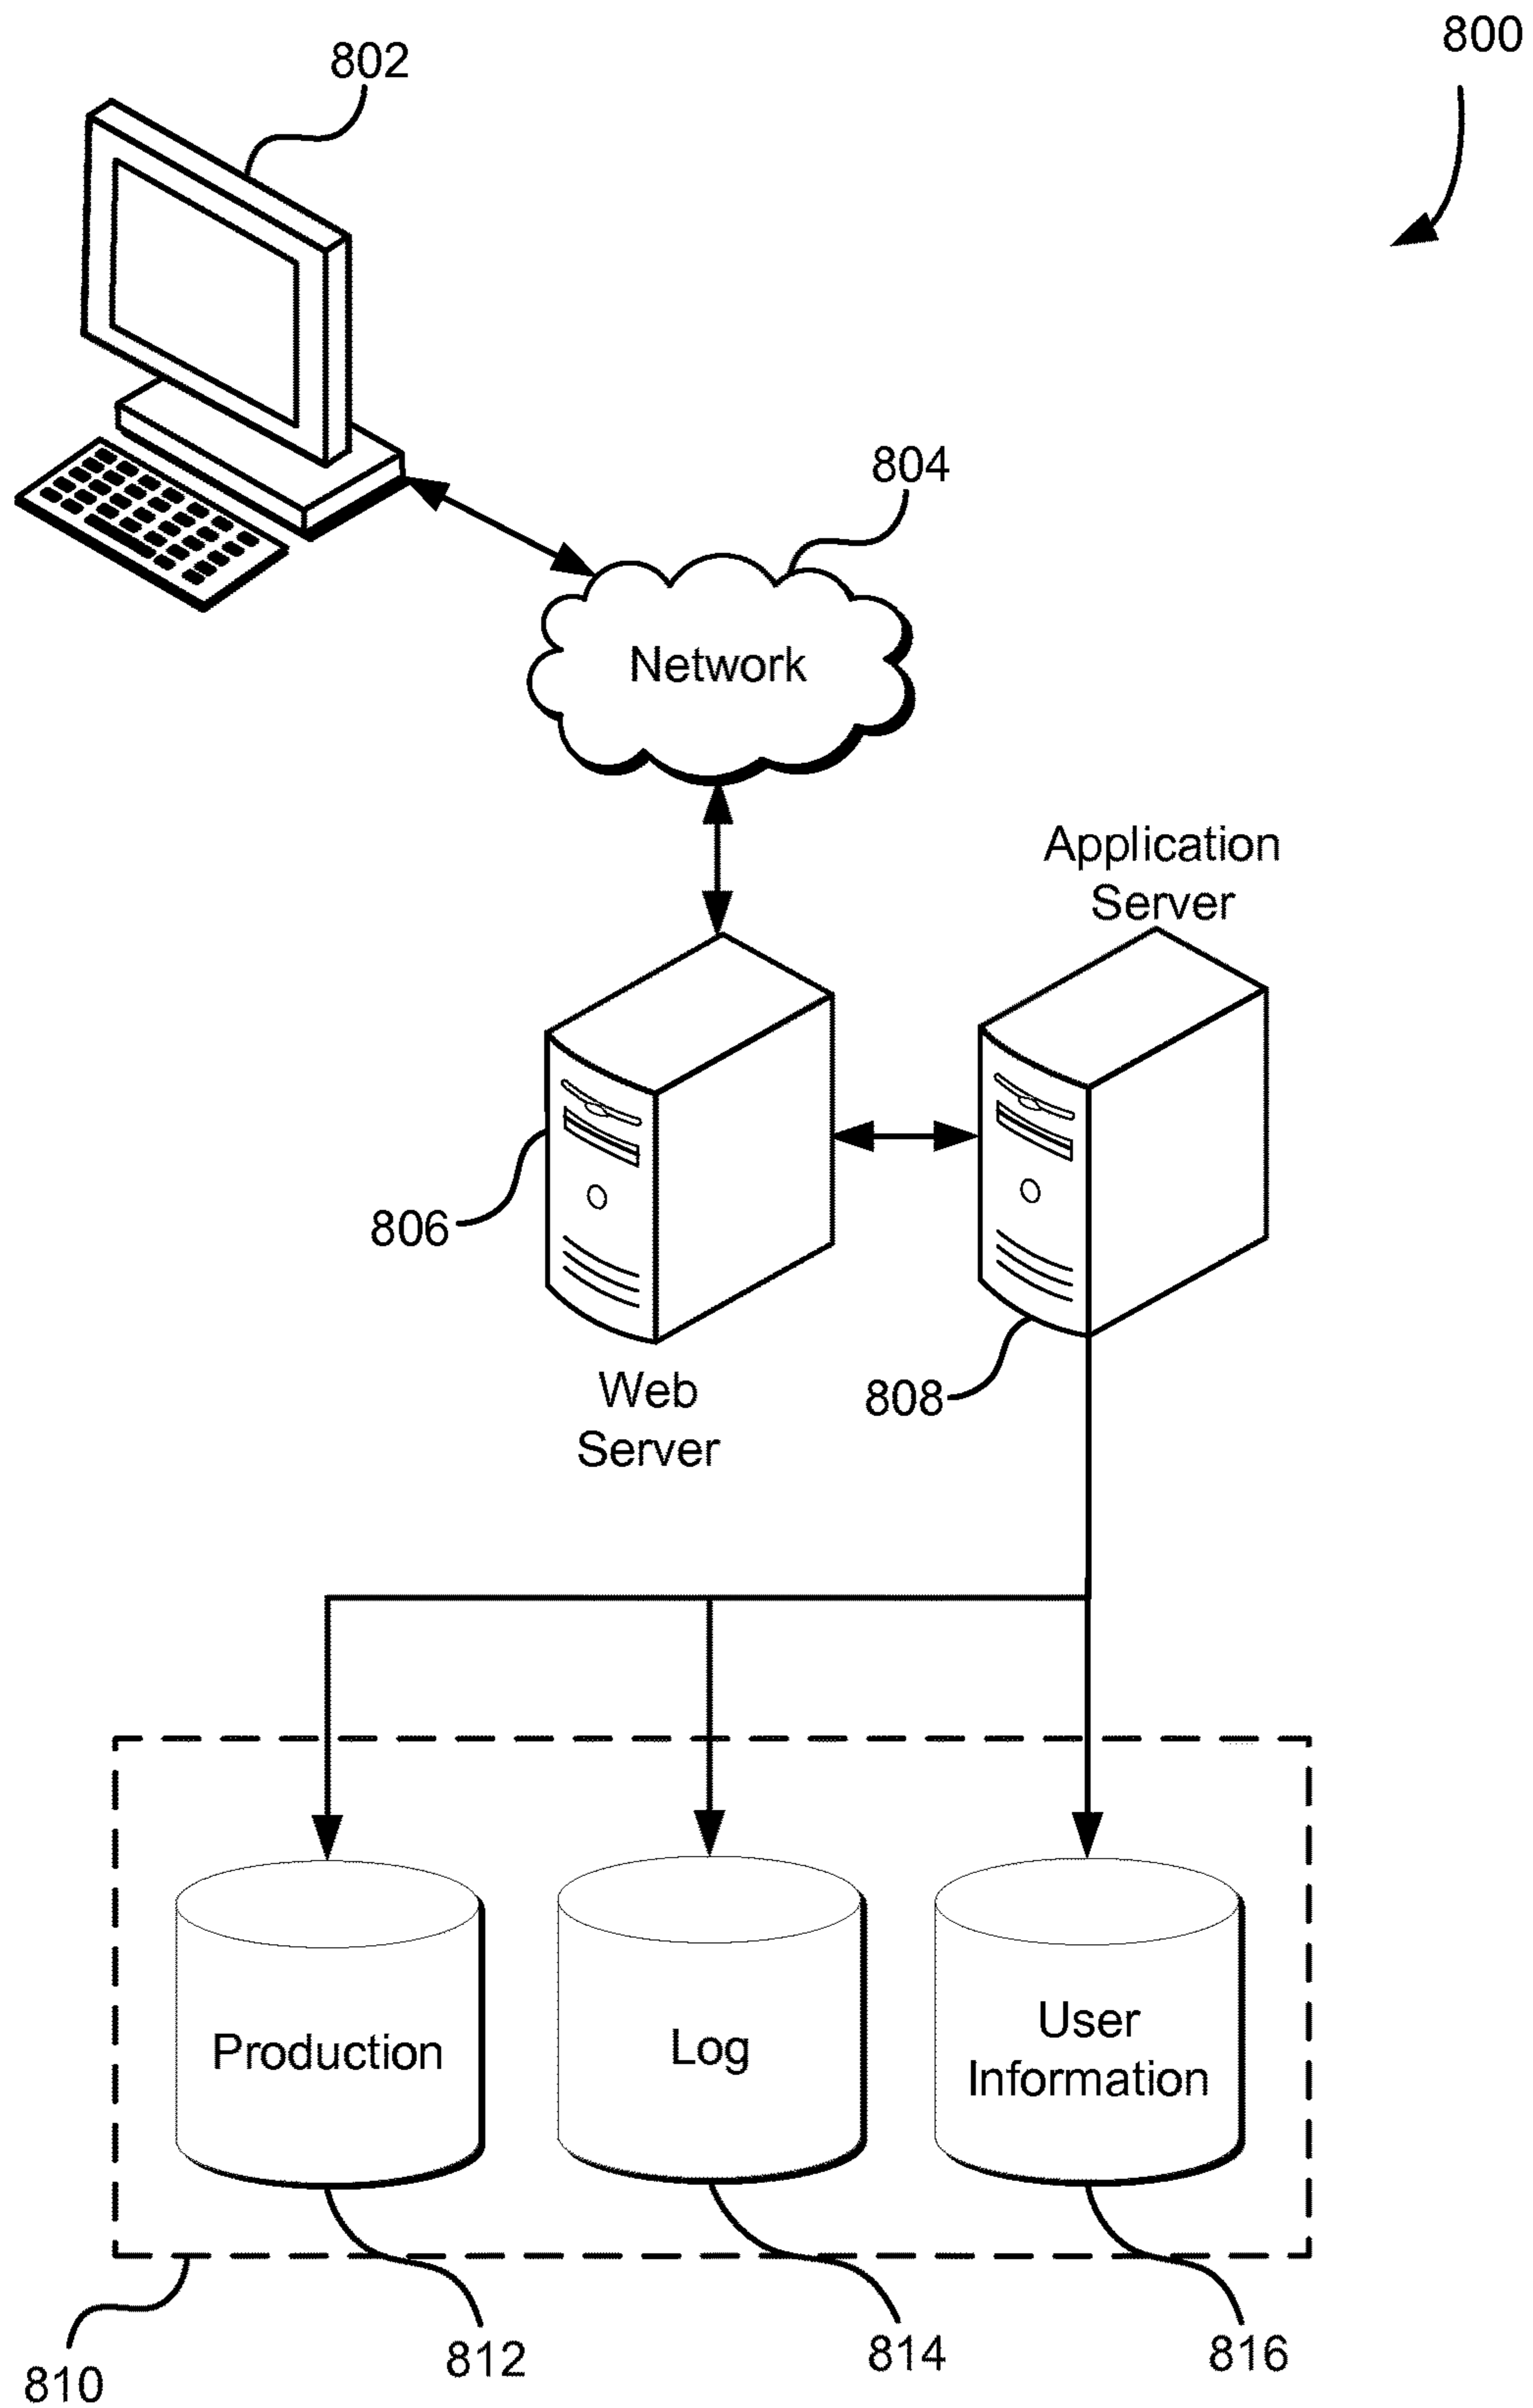 800
802
804
Network
Application
Server
806
808
Web
Server
Production
Log
User
Information
810
812
814
816